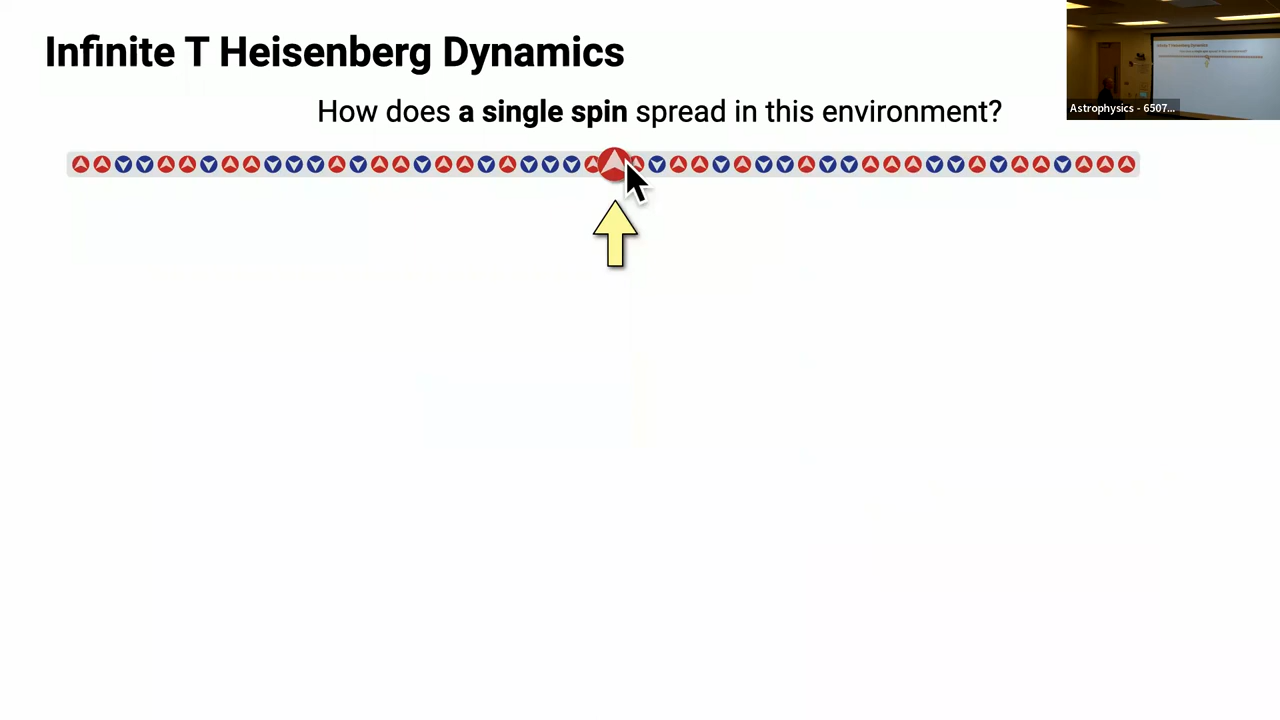 Infinite T Heisenberg Dynamics
How does a single spin spread in this environment?
Astrophysics - 6507...